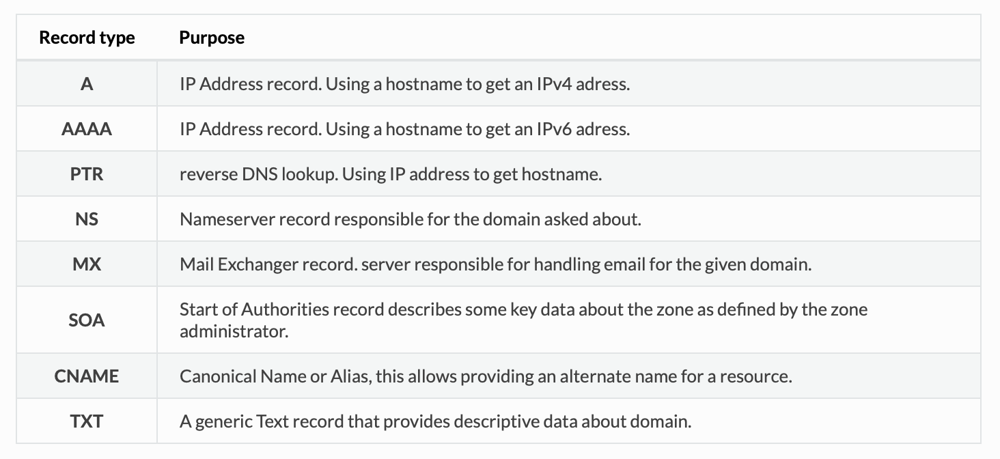 Record type Purpose
A IP Address record. Using a hostname to get an IPv4 adress.
AAAA IP Address record. Using a hostname to get an IPv6 adress.
PTR reverse DNS lookup. Using IP address to get hostname.
NS Nameserver record responsible for the domain asked about.
MX Mail Exchanger record. server responsible for handling email for the given domain.
SOA Start of Authorities record describes some key data about the zone as defined by the zone
administrator.
CNAME Canonical Name or Alias, this allows providing an alternate name for a resource.
TXT A generic Text record that provides descriptive data about domain.